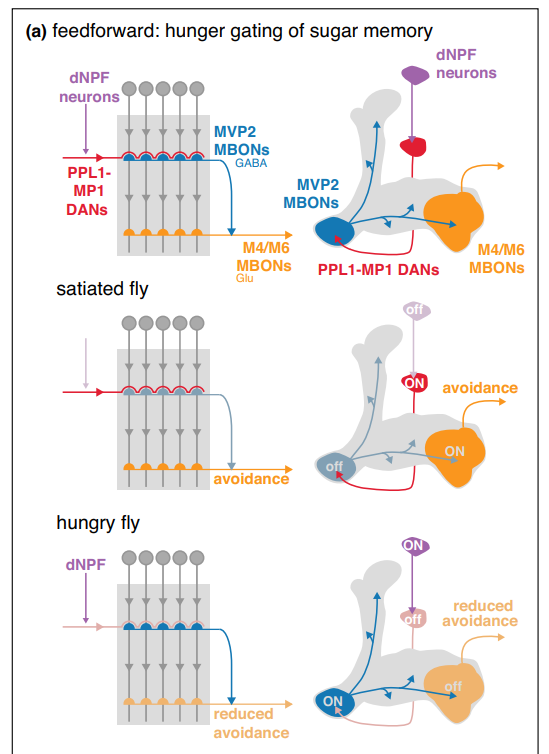 (a) feedforward: hunger gating of sugar memory
dNPF
neurons
MVP2
MBONs
GABA
PPL1-
MP1
DANs
M4/M6
MBONs
Glu
dNPF
neurons
MVP2
MBONs
PPL1-MP1 DANs
M4/M6
MBONs
satiated fly
avoidance
off
ON
avoidance
off
ON
hungry fly
dNPF
reduced
avoidance
ON
off
reduced
avoidance
ON
off